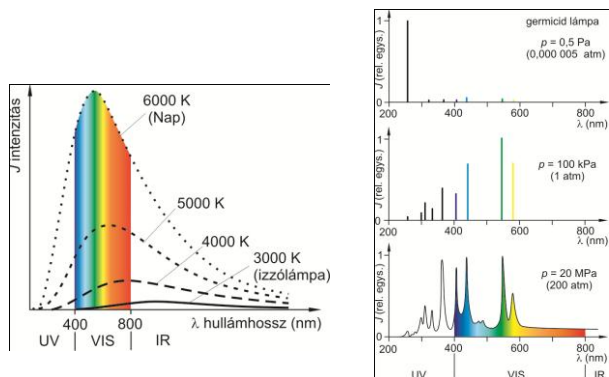 J intenzitás
6000 K
(Nap)
5000 K
4000 K
3000 K
(izzólámpa)
400
800
λ hullámhossz (nm)
UV
VIS
IR
germicid lámpa
p = 0,5 Pa
(0,000 005 atm)
J (rel. egys.)
1
0
200
400
600
800
λ (nm)
p = 100 kPa
(1 atm)
J (rel. egys.)
1
0
200
400
600
800
λ (nm)
p = 20 MPa
(200 atm)
J (rel. egys.)
1
0
200
400
600
800
λ (nm)
UV
VIS
IR